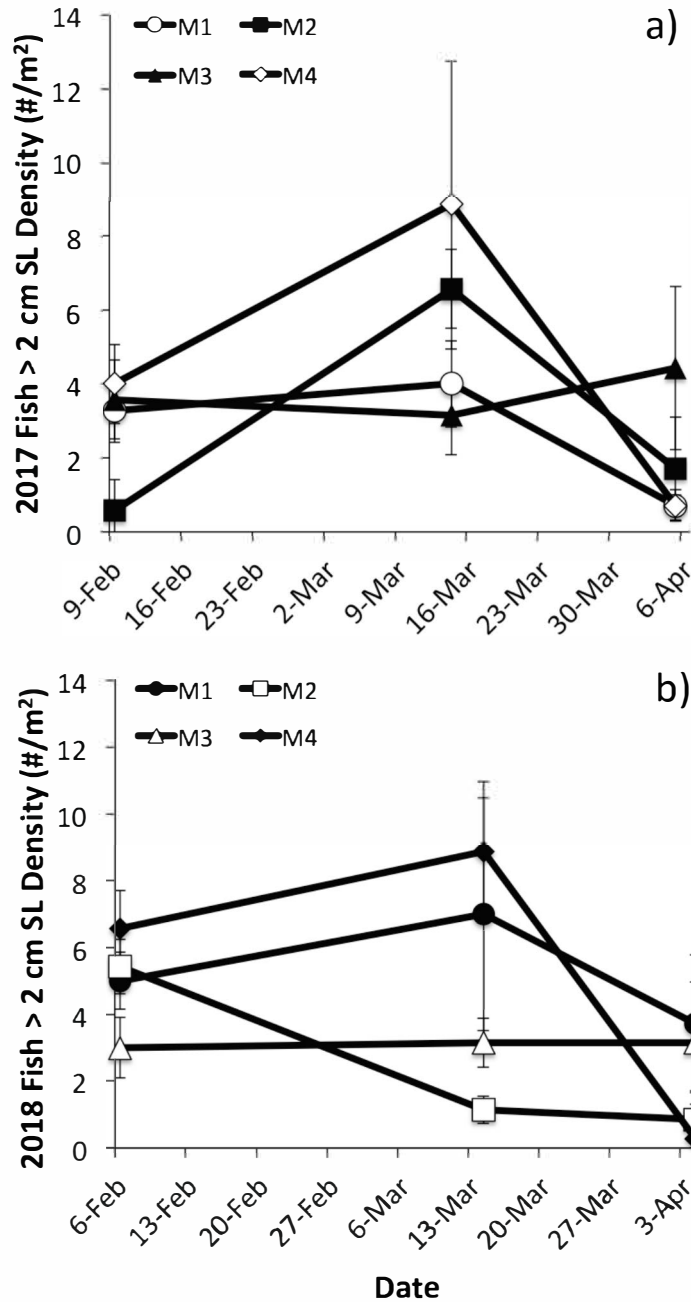 a)
M1 M2
M3 M4
2017 Fish > 2 cm SL Density (#/m²)
14
12
10
8
6
4
2
0
9-Feb 16-Feb 23-Feb 2-Mar 9-Mar 16-Mar 23-Mar 30-Mar 6-Apr
b)
M1 M2
M3 M4
2018 Fish > 2 cm SL Density (#/m²)
14
12
10
8
6
4
2
0
6-Feb 13-Feb 20-Feb 27-Feb 6-Mar 13-Mar 20-Mar 27-Mar 3-Apr
Date